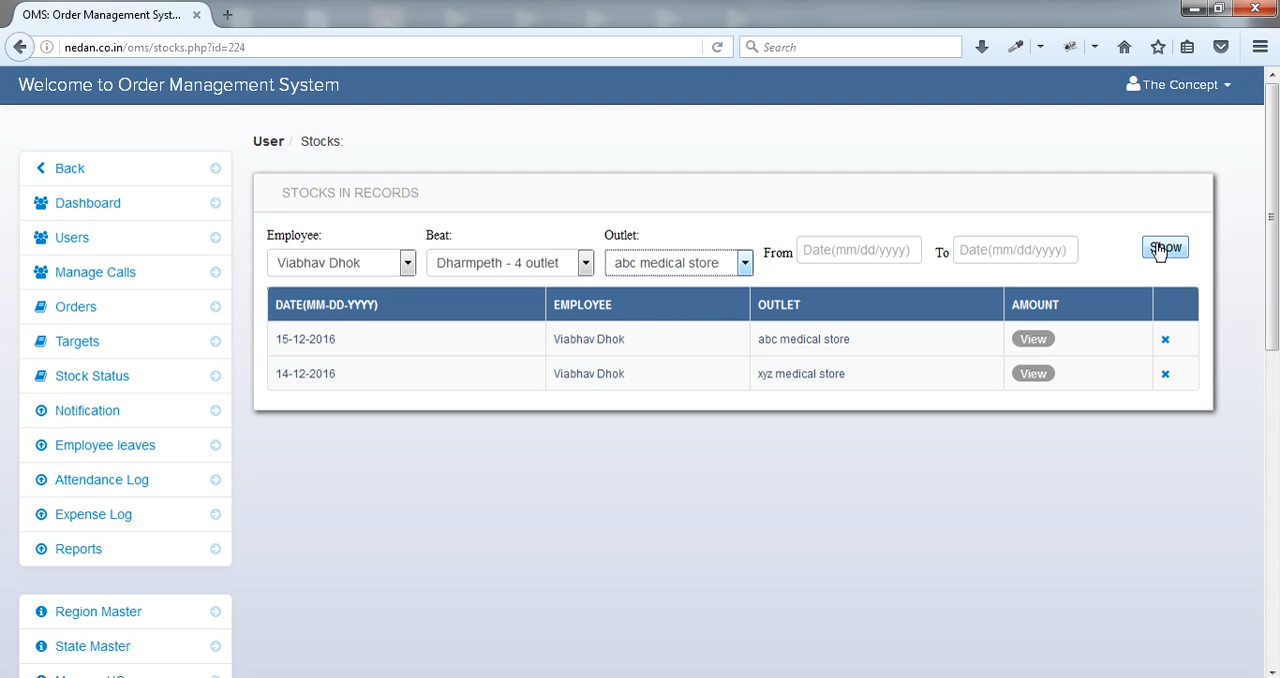 OMS: Order Management Syst...
nedan.co.in/oms/stocks.php?id=224
Search
Welcome to Order Management System
The Concept
User / Stocks:
Back
Dashboard
Users
Manage Calls
Orders
Targets
Stock Status
Notification
Employee leaves
Attendance Log
Expense Log
Reports
Region Master
State Master
STOCKS IN RECORDS
Employee: Beat: Outlet:
Viabhav Dhok Dharmpeth - 4 outlet abc medical store From Date(mm/dd/yyyy) To Date(mm/dd/yyyy) Show
DATE(MM-DD-YYYY) EMPLOYEE OUTLET AMOUNT
15-12-2016 Viabhav Dhok abc medical store View
14-12-2016 Viabhav Dhok xyz medical store View